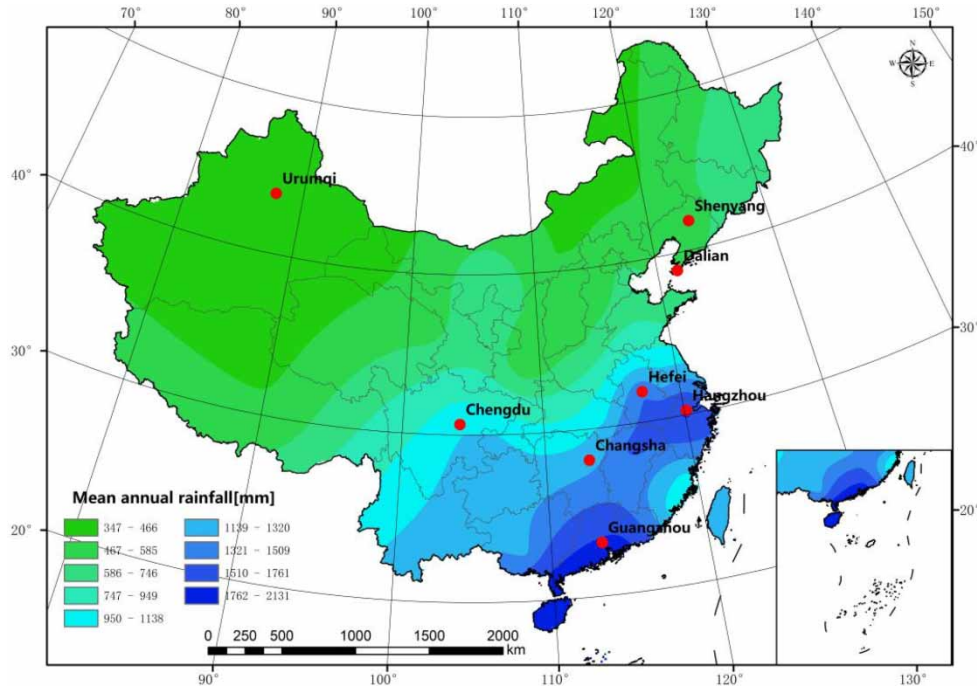 70° 80° 90° 100° 110° 120° 130° 140° 150°
N
W E
S
40° 40°
Urumqi
Shenyang
Dalian
30° 30°
Hefei
Hangzhou
Chengdu
Changsha
Mean annual rainfall[mm]
347 - 466 1139 - 1320
467 - 585 1321 - 1509
586 - 746 1510 - 1761
747 - 949 1762 - 2131
950 - 1138
Guangzhou
20° 20°
0 250 500 1000 1500 2000
km
90° 100° 110° 120° 130°